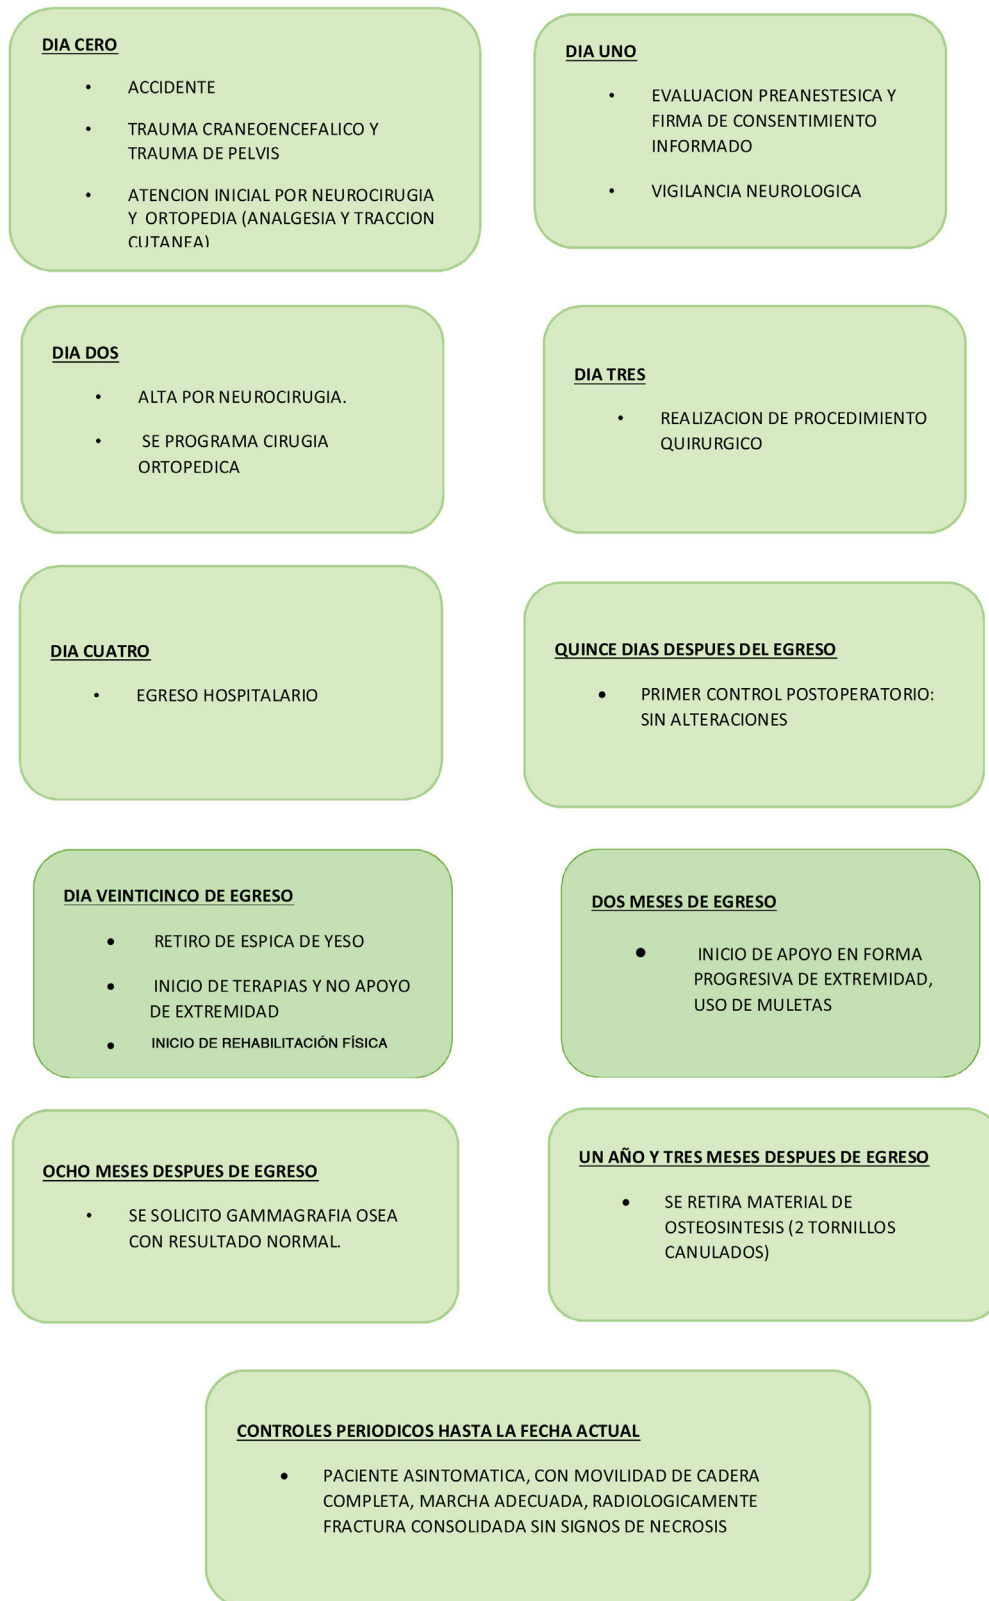 DIA CERO
• ACCIDENTE
• TRAUMA CRANEOENCEFALICO Y
TRAUMA DE PELVIS
• ATENCION INICIAL POR NEUROCIRUGIA
Y ORTOPEDIA (ANALGESIA Y TRACCION
CUTANEA)
DIA UNO
• EVALUACION PREANESTESICA Y
FIRMA DE CONSENTIMIENTO
INFORMADO
• VIGILANCIA NEUROLOGICA
DIA DOS
• ALTA POR NEUROCIRUGIA.
• SE PROGRAMA CIRUGIA
ORTOPEDICA
DIA TRES
• REALIZACION DE PROCEDIMIENTO
QUIRURGICO
DIA CUATRO
• EGRESO HOSPITALARIO
QUINCE DIAS DESPUES DEL EGRESO
• PRIMER CONTROL POSTOPERATORIO:
SIN ALTERACIONES
DIA VEINTICINCO DE EGRESO
• RETIRO DE ESPICA DE YESO
• INICIO DE TERAPIAS Y NO APOYO
DE EXTREMIDAD
• INICIO DE REHABILITACIÓN FÍSICA
DOS MESES DE EGRESO
• INICIO DE APOYO EN FORMA
PROGRESIVA DE EXTREMIDAD,
USO DE MULETAS
OCHO MESES DESPUES DE EGRESO
• SE SOLICITO GAMMAGRAFIA OSEA
CON RESULTADO NORMAL.
UN AÑO Y TRES MESES DESPUES DE EGRESO
• SE RETIRA MATERIAL DE
OSTEOSINTESIS (2 TORNILLOS
CANULADOS)
CONTROLES PERIODICOS HASTA LA FECHA ACTUAL
• PACIENTE ASINTOMATICA, CON MOVILIDAD DE CADERA
COMPLETA, MARCHA ADECUADA, RADIOLOGICAMENTE
FRACTURA CONSOLIDADA SIN SIGNOS DE NECROSIS